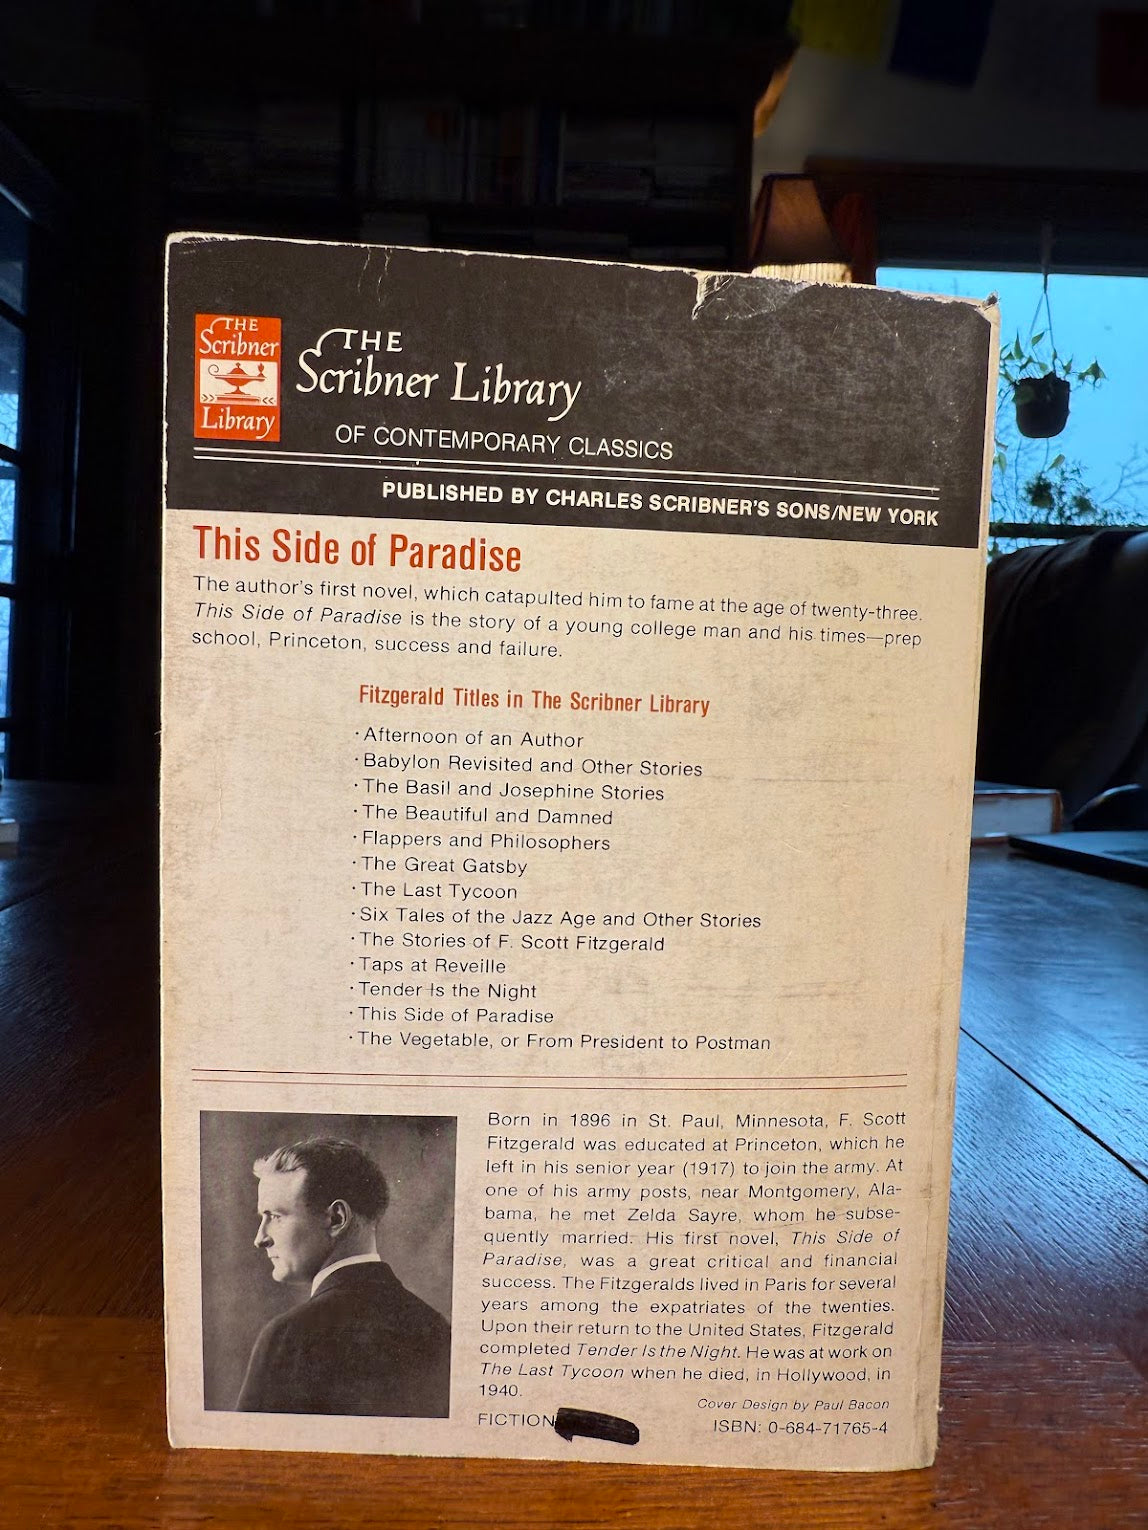 THE
Scribner
Library
THE
Scribner Library
OF CONTEMPORARY CLASSICS
PUBLISHED BY CHARLES SCRIBNER'S SONS/NEW YORK
This Side of Paradise
The author's first novel, which catapulted him to fame at the age of twenty-three.
This Side of Paradise is the story of a young college man and his times—prep
school, Princeton, success and failure.
Fitzgerald Titles in The Scribner Library
· Afternoon of an Author
· Babylon Revisited and Other Stories
· The Basil and Josephine Stories
· The Beautiful and Damned
· Flappers and Philosophers
· The Great Gatsby
· The Last Tycoon
· Six Tales of the Jazz Age and Other Stories
· The Stories of F. Scott Fitzgerald
· Taps at Reveille
· Tender Is the Night
· This Side of Paradise
· The Vegetable, or From President to Postman
Born in 1896 in St. Paul, Minnesota, F. Scott
Fitzgerald was educated at Princeton, which he
left in his senior year (1917) to join the army. At
one of his army posts, near Montgomery, Ala-
bama, he met Zelda Sayre, whom he subse-
quently married. His first novel, This Side of
Paradise, was a great critical and financial
success. The Fitzgeralds lived in Paris for several
years among the expatriates of the twenties.
Upon their return to the United States, Fitzgerald
completed Tender Is the Night. He was at work on
The Last Tycoon when he died, in Hollywood, in
1940.
Cover Design by Paul Bacon
FICTION
ISBN: 0-684-71765-4